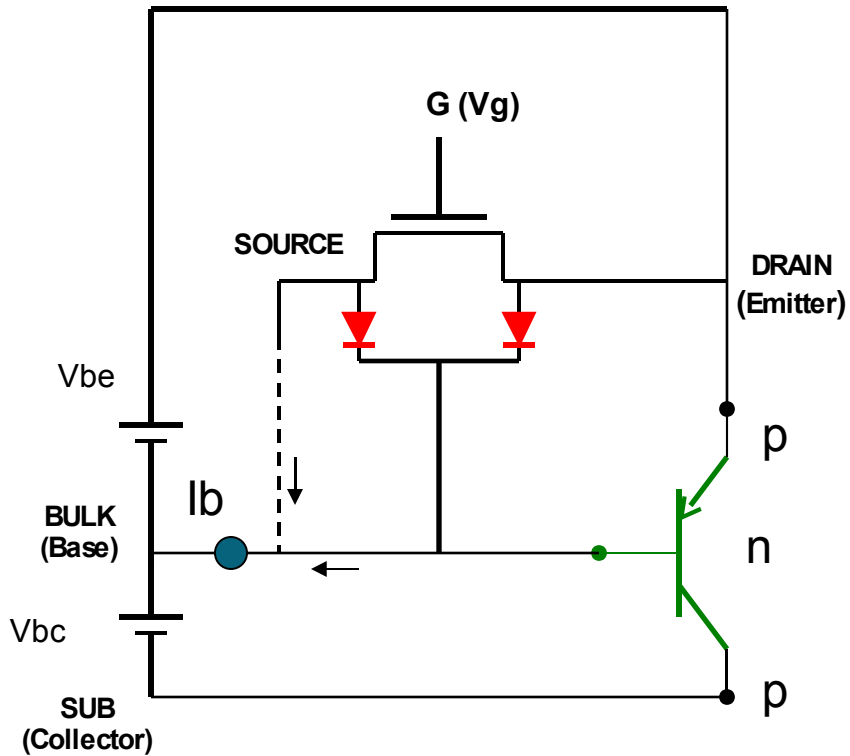 G (Vg)
SOURCE
DRAIN
(Emitter)
Vbe
p
Ib
BULK
(Base)
n
Vbc
SUB
(Collector)
p